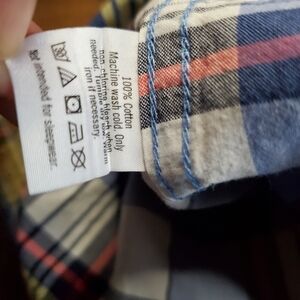 100% Cotton
Machine wash cold. Only
non-chlorine bleach when
needed. Tumble dry low. Warm
iron if necessary.
Not intended for sleepwear.